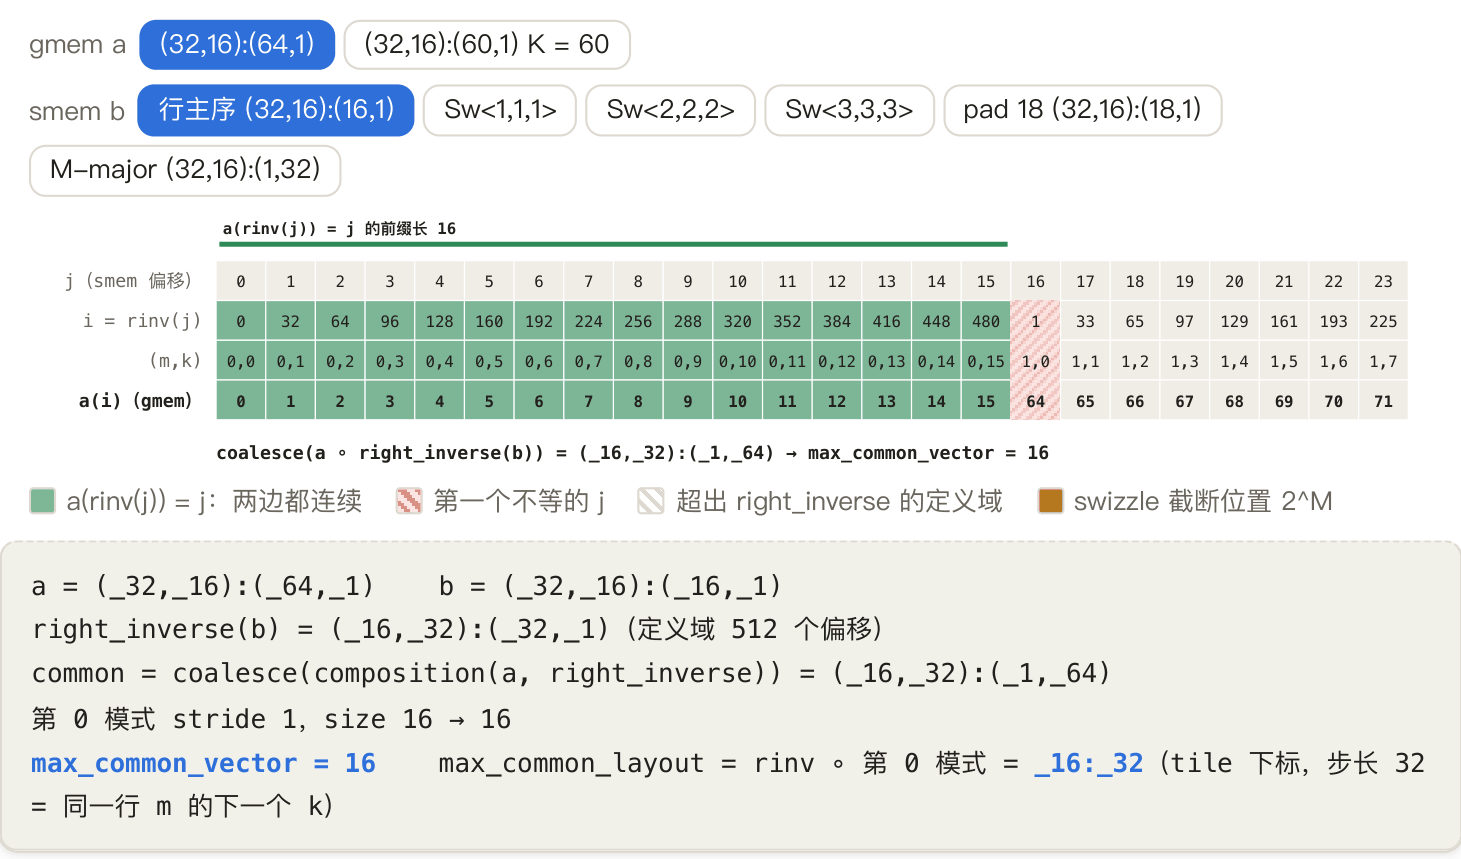 gmem a (32,16):(64,1) (32,16):(60,1) K = 60
smem b 行主序 (32,16):(16,1) Sw<1,1,1> Sw<2,2,2> Sw<3,3,3> pad 18 (32,16):(18,1)
M-major (32,16):(1,32)
a(rinv(j)) = j 的前缀长 16
j（smem 偏移） 0 1 2 3 4 5 6 7 8 9 10 11 12 13 14 15 16 17 18 19 20 21 22 23
i = rinv(j) 0 32 64 96 128 160 192 224 256 288 320 352 384 416 448 480 1 33 65 97 129 161 193 225
(m,k) 0,0 0,1 0,2 0,3 0,4 0,5 0,6 0,7 0,8 0,9 0,10 0,11 0,12 0,13 0,14 0,15 1,0 1,1 1,2 1,3 1,4 1,5 1,6 1,7
a(i)（gmem） 0 1 2 3 4 5 6 7 8 9 10 11 12 13 14 15 64 65 66 67 68 69 70 71
coalesce(a ∘ right_inverse(b)) = (_16,_32):(_1,_64) → max_common_vector = 16
a(rinv(j)) = j：两边都连续 第一个不等的 j 超出 right_inverse 的定义域 swizzle 截断位置 2^M
a = (_32,_16):(_64,_1) b = (_32,_16):(_16,_1)
right_inverse(b) = (_16,_32):(_32,_1)（定义域 512 个偏移）
common = coalesce(composition(a, right_inverse)) = (_16,_32):(_1,_64)
第 0 模式 stride 1，size 16 → 16
max_common_vector = 16 max_common_layout = rinv ∘ 第 0 模式 = _16:_32（tile 下标，步长 32
= 同一行 m 的下一个 k）